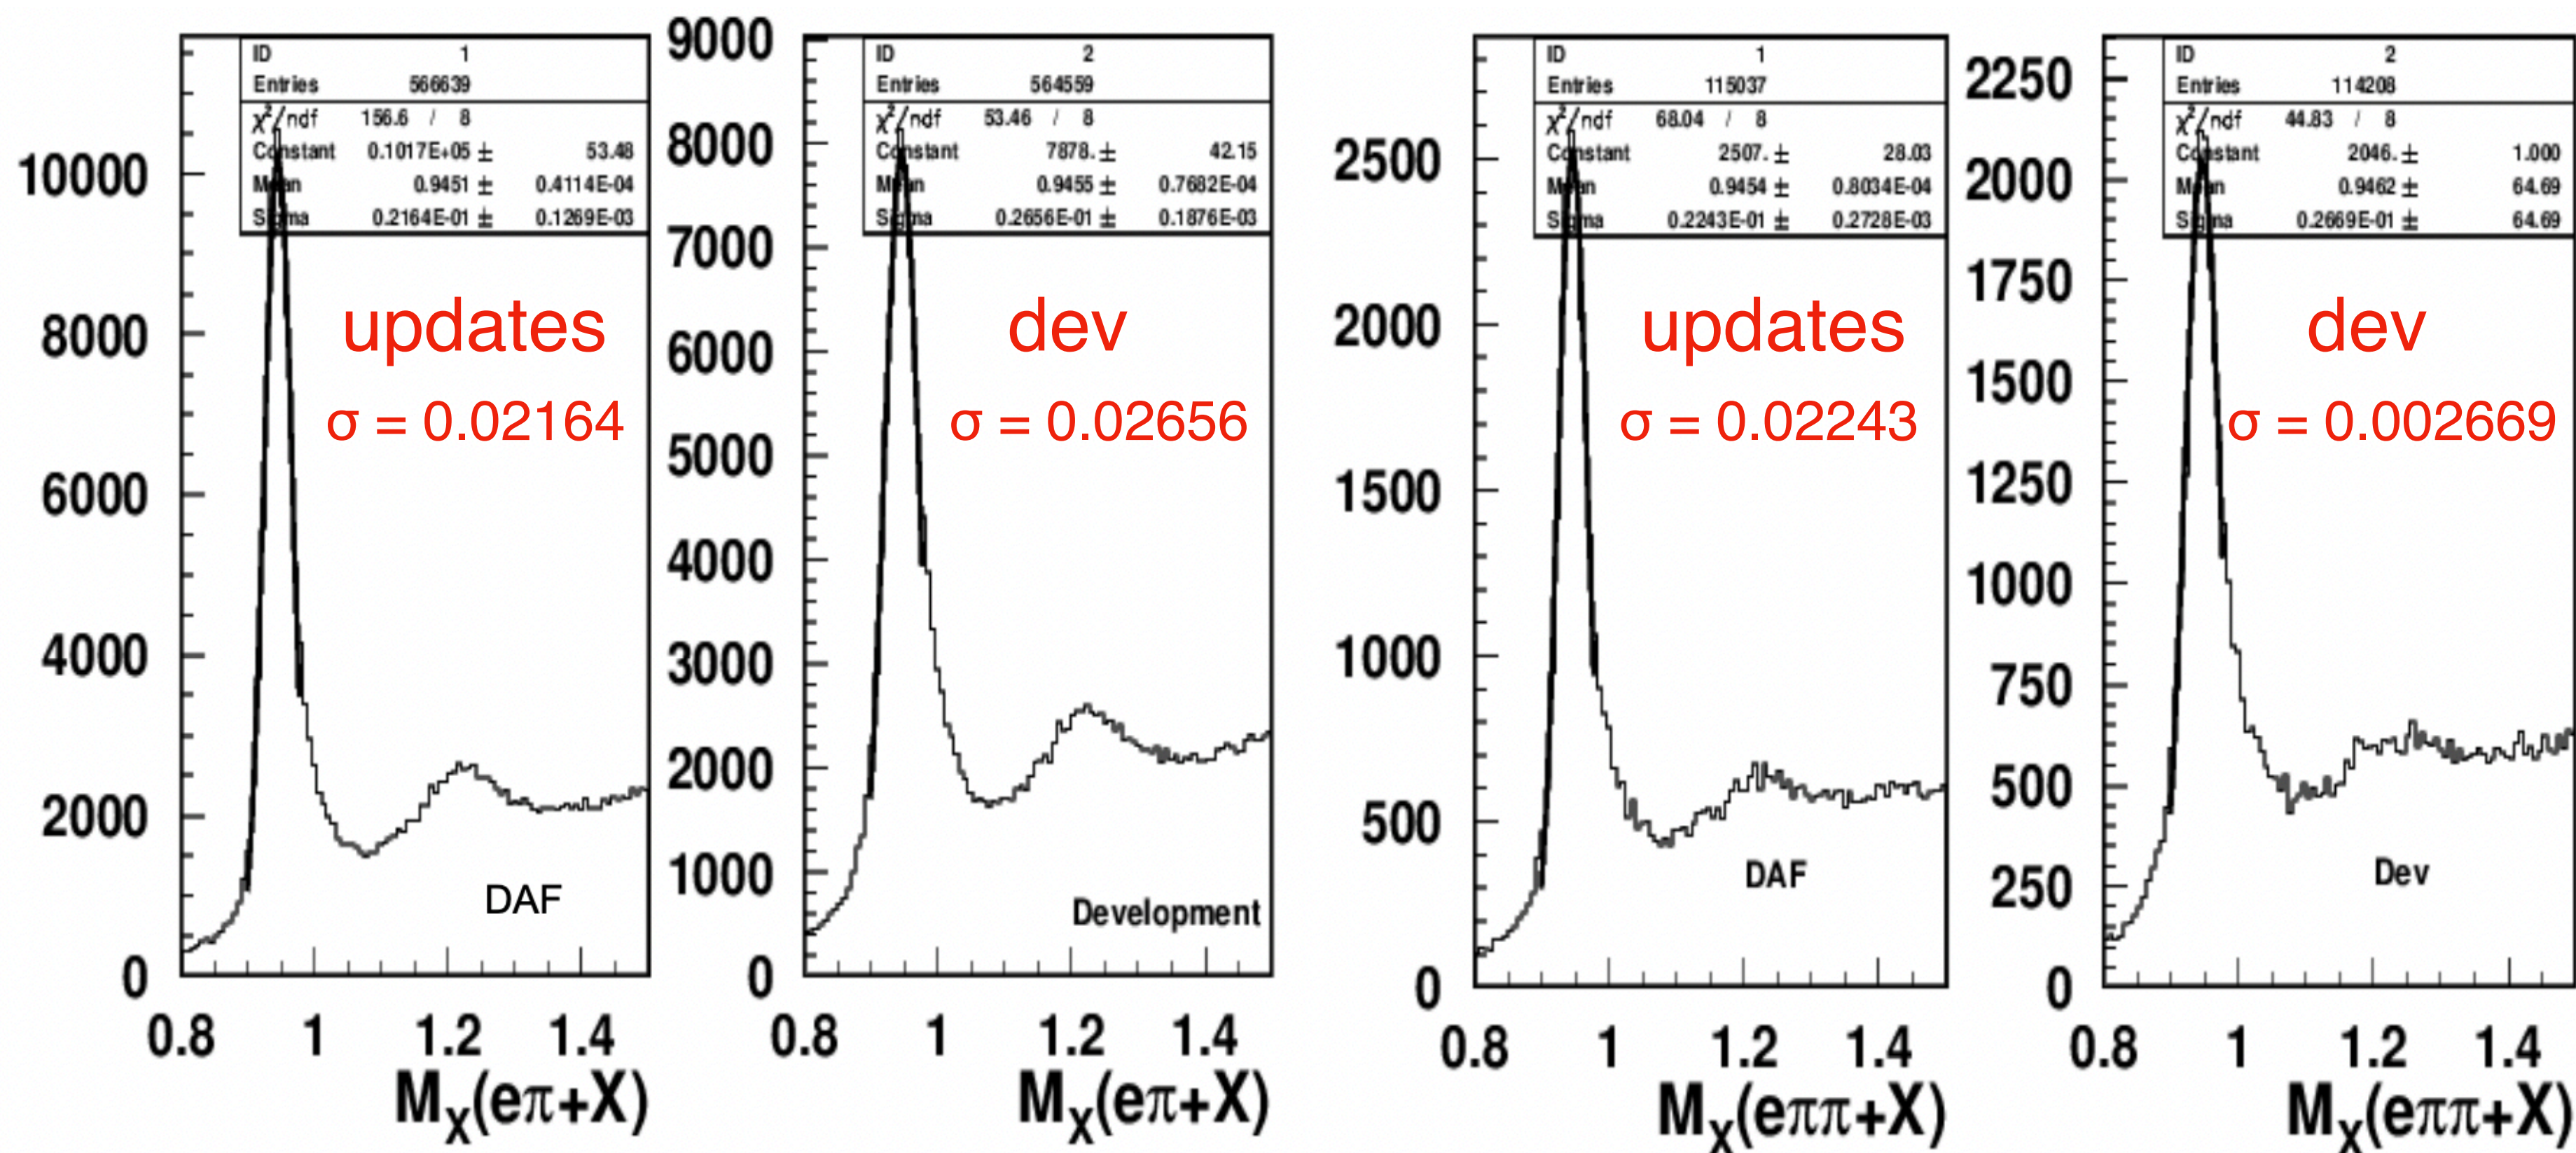 ID 1
Entries 566639
χ²/ndf 156.6 / 8
Constant 0.1017E+05 ± 53.48
Mean 0.9451 ± 0.4114E-04
Sigma 0.2164E-01 ± 0.1269E-03
10000
8000
6000
4000
2000
0
updates
σ = 0.02164
DAF
0.8 1 1.2 1.4
M_X(eπ+X)
ID 2
Entries 564559
χ²/ndf 53.46 / 8
Constant 7878. ± 42.15
Mean 0.9455 ± 0.7682E-04
Sigma 0.2656E-01 ± 0.1876E-03
9000
8000
7000
6000
5000
4000
3000
2000
1000
0
dev
σ = 0.02656
Development
0.8 1 1.2 1.4
M_X(eπ+X)
ID 1
Entries 115037
χ²/ndf 68.04 / 8
Constant 2507. ± 28.03
Mean 0.9454 ± 0.8034E-04
Sigma 0.2243E-01 ± 0.2728E-03
2500
2000
1500
1000
500
0
updates
σ = 0.02243
DAF
0.8 1 1.2 1.4
M_X(eππ+X)
ID 2
Entries 114208
χ²/ndf 44.83 / 8
Constant 2046. ± 1.000
Mean 0.9462 ± 64.69
Sigma 0.2669E-01 ± 64.69
2250
2000
1750
1500
1250
1000
750
500
250
0
dev
σ = 0.002669
Dev
0.8 1 1.2 1.4
M_X(eππ+X)